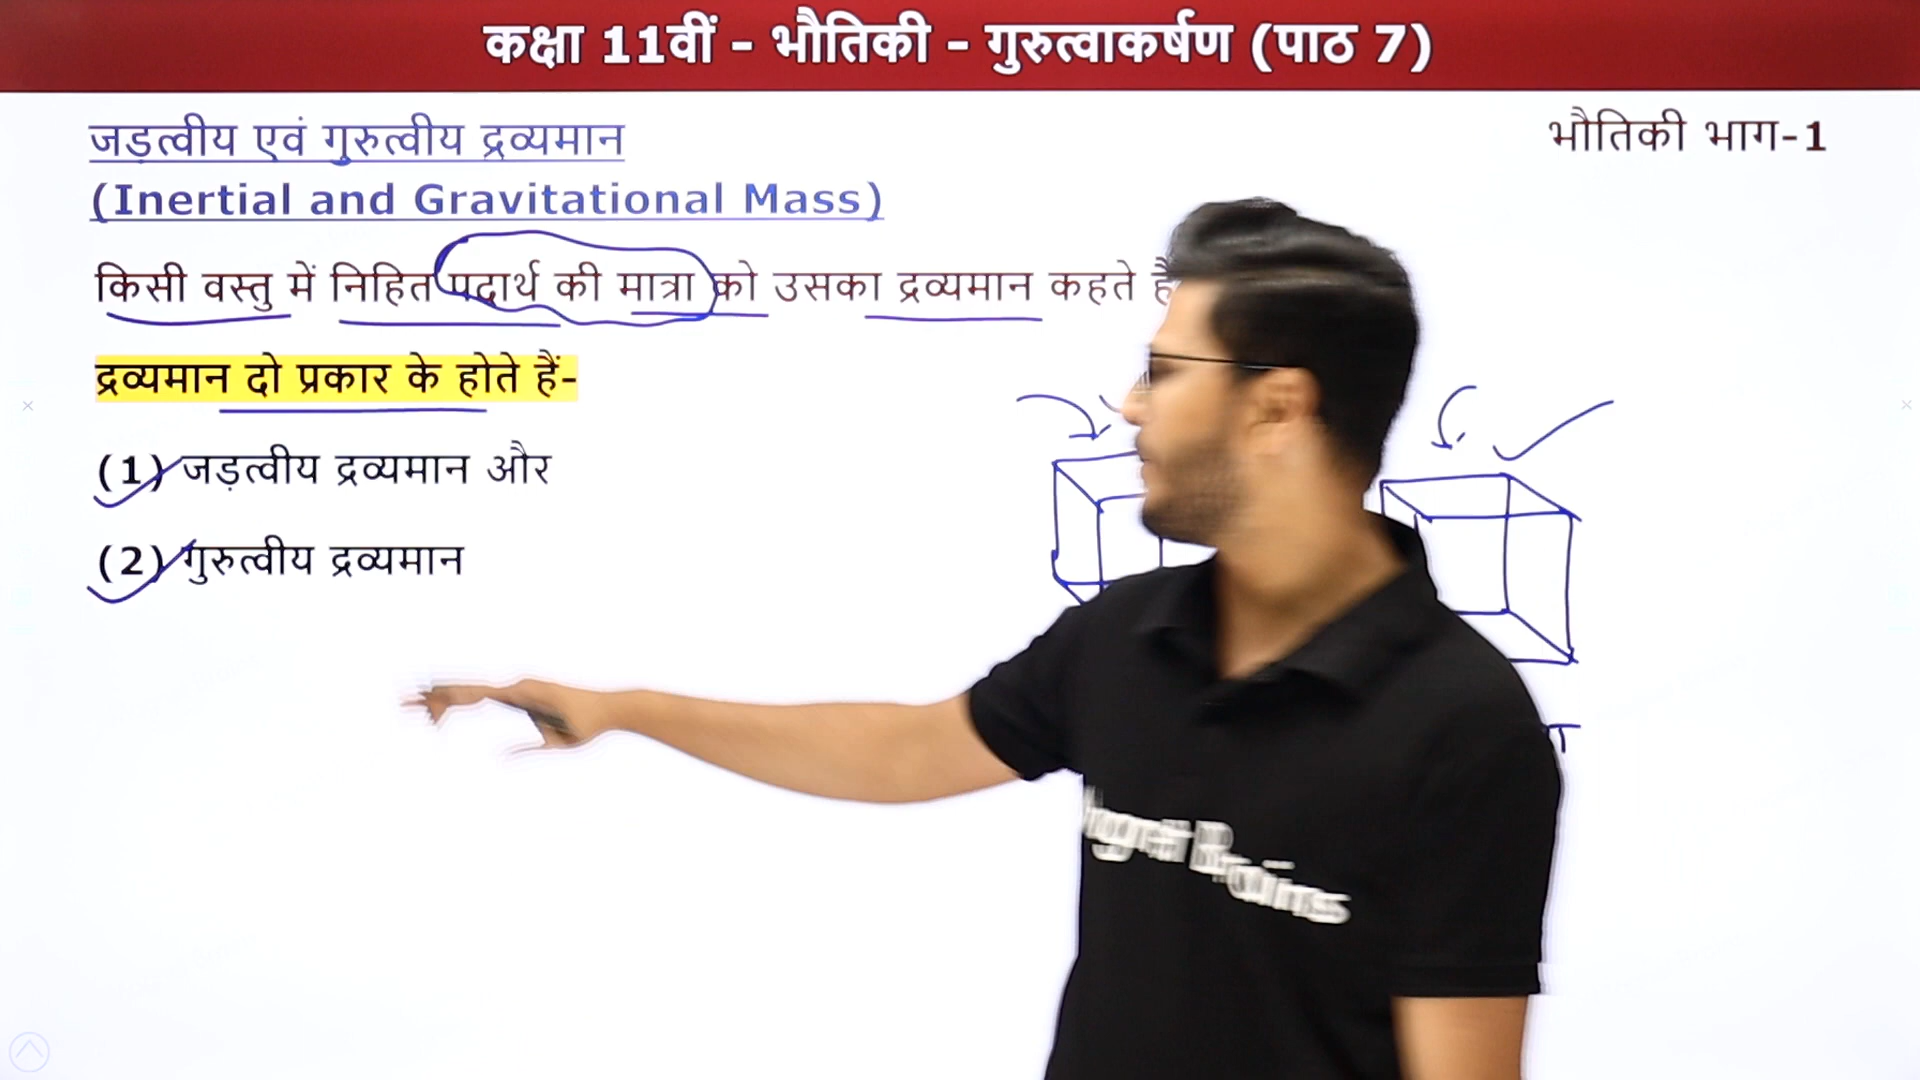 कक्षा 11वीं - भौतिकी - गुरुत्वाकर्षण (पाठ 7)
जड़त्वीय एवं गुरुत्वीय द्रव्यमान
भौतिकी भाग-1
(Inertial and Gravitational Mass)
किसी वस्तु में निहित पदार्थ की मात्रा को उसका द्रव्यमान कहते
द्रव्यमान दो प्रकार के होते हैं-
(1) जड़त्वीय द्रव्यमान और
(2) गुरुत्वीय द्रव्यमान
Brains